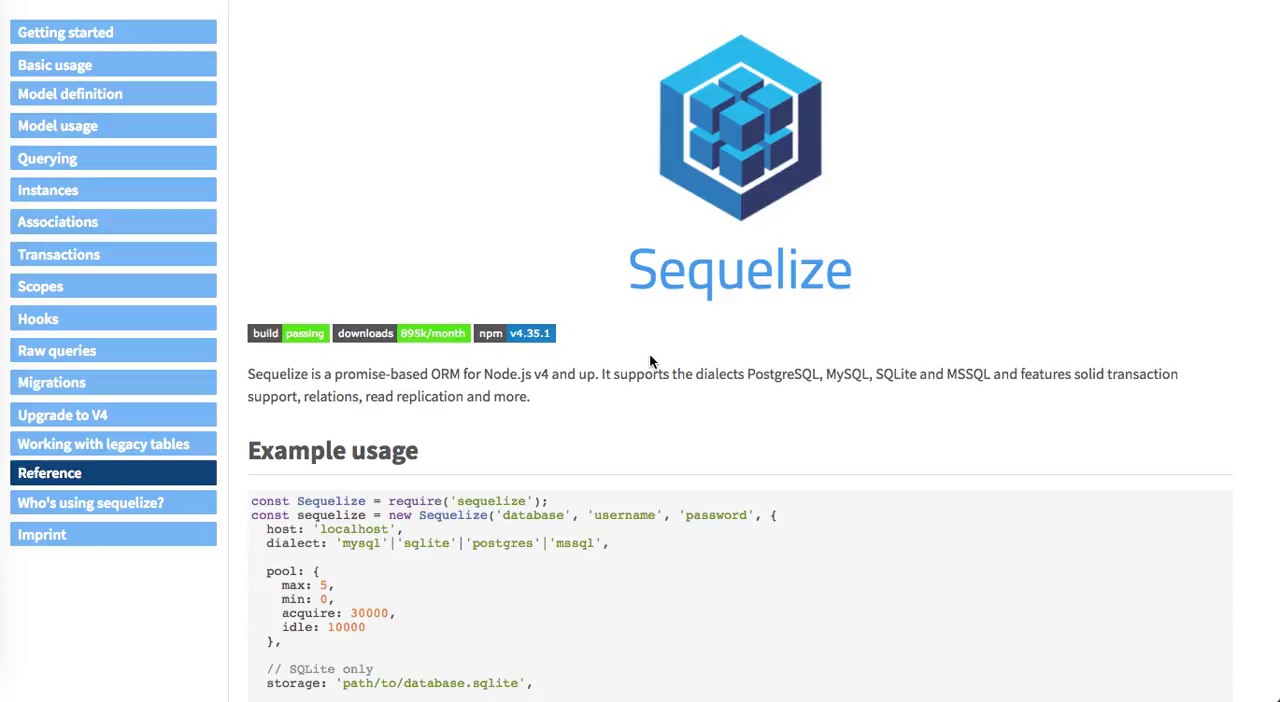 Getting started
Basic usage
Model definition
Model usage
Querying
Instances
Associations
Transactions
Scopes
Hooks
Raw queries
Migrations
Upgrade to V4
Working with legacy tables
Reference
Who's using sequelize?
Imprint
Sequelize
build passing downloads 895k/month npm v4.35.1
Sequelize is a promise-based ORM for Node.js v4 and up. It supports the dialects PostgreSQL, MySQL, SQLite and MSSQL and features solid transaction
support, relations, read replication and more.
Example usage
const Sequelize = require('sequelize');
const sequelize = new Sequelize('database', 'username', 'password', {
  host: 'localhost',
  dialect: 'mysql'|'sqlite'|'postgres'|'mssql',
  pool: {
    max: 5,
    min: 0,
    acquire: 30000,
    idle: 10000
  },
  // SQLite only
  storage: 'path/to/database.sqlite',